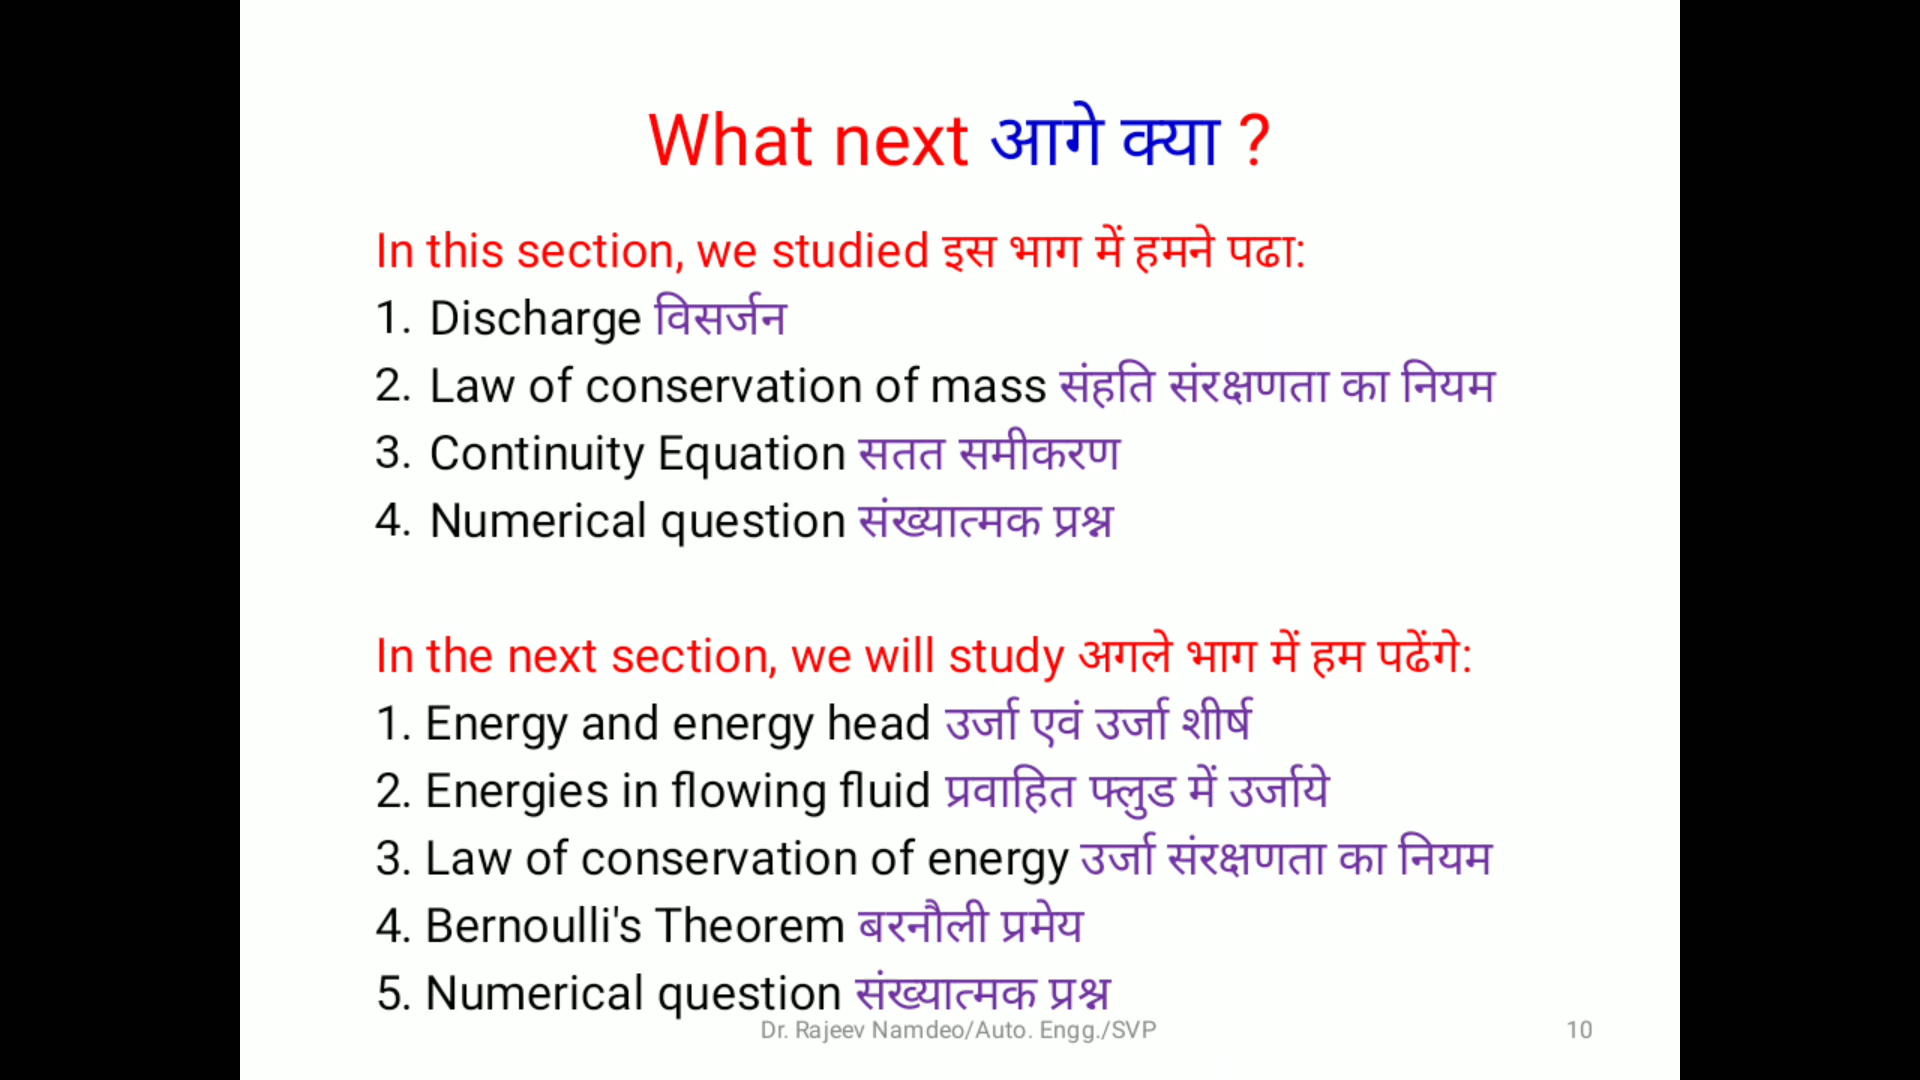 What next आगे क्या ?
In this section, we studied इस भाग में हमने पढा:
1. Discharge विसर्जन
2. Law of conservation of mass संहति संरक्षणता का नियम
3. Continuity Equation सतत समीकरण
4. Numerical question संख्यात्मक प्रश्न
In the next section, we will study अगले भाग में हम पढेंगे:
1. Energy and energy head उर्जा एवं उर्जा शीर्ष
2. Energies in flowing fluid प्रवाहित फ्लुड में उर्जाये
3. Law of conservation of energy उर्जा संरक्षणता का नियम
4. Bernoulli's Theorem बरनौली प्रमेय
5. Numerical question संख्यात्मक प्रश्न
Dr. Rajeev Namdeo/Auto. Engg./SVP 10